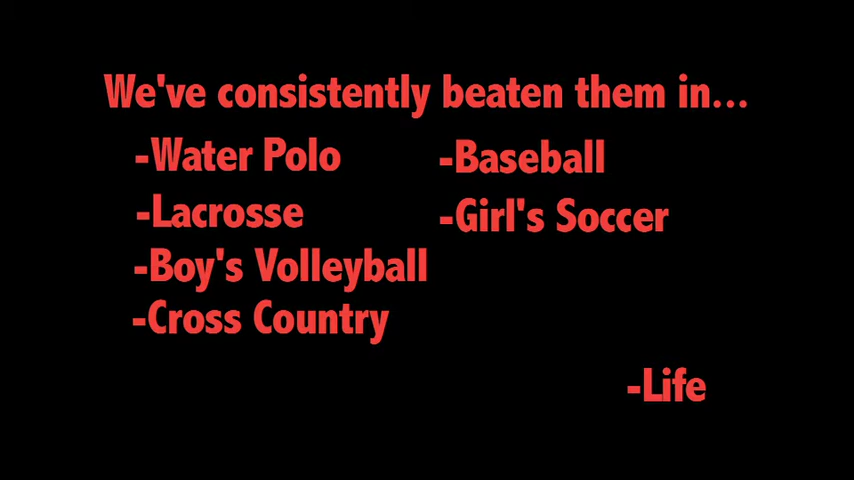 We've consistently beaten them in...
-Water Polo
-Lacrosse
-Boy's Volleyball
-Cross Country
-Baseball
-Girl's Soccer
-Life